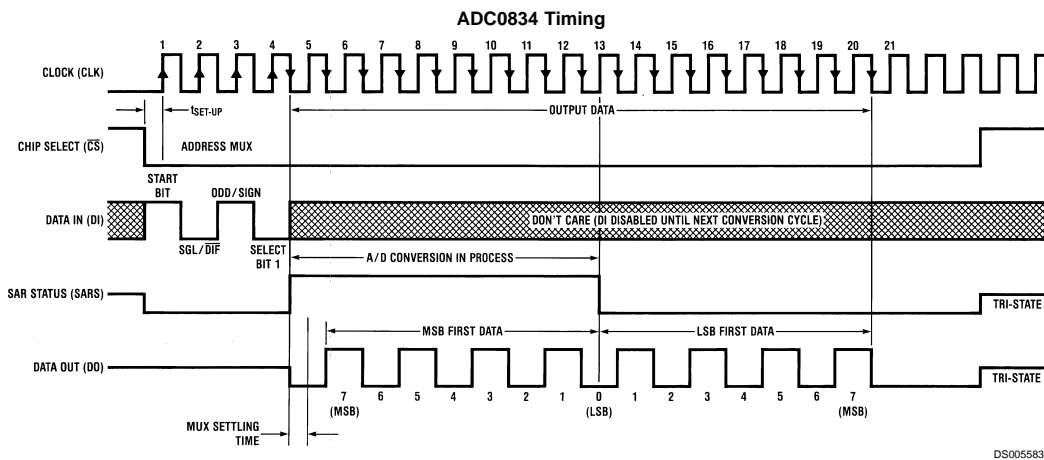 ADC0834 Timing
1 2 3 4 5 6 7 8 9 10 11 12 13 14 15 16 17 18 19 20 21
CLOCK (CLK)
tSET-UP
OUTPUT DATA
CHIP SELECT (CS)
ADDRESS MUX
START
BIT
ODD/SIGN
DATA IN (DI)
DON'T CARE (DI DISABLED UNTIL NEXT CONVERSION CYCLE)
SGL/DIF
SELECT
BIT 1
A/D CONVERSION IN PROCESS
SAR STATUS (SARS)
TRI-STATE
MSB FIRST DATA
LSB FIRST DATA
DATA OUT (DO)
TRI-STATE
7 6 5 4 3 2 1 0 1 2 3 4 5 6 7
(MSB) (LSB) (MSB)
MUX SETTLING
TIME
DS005583